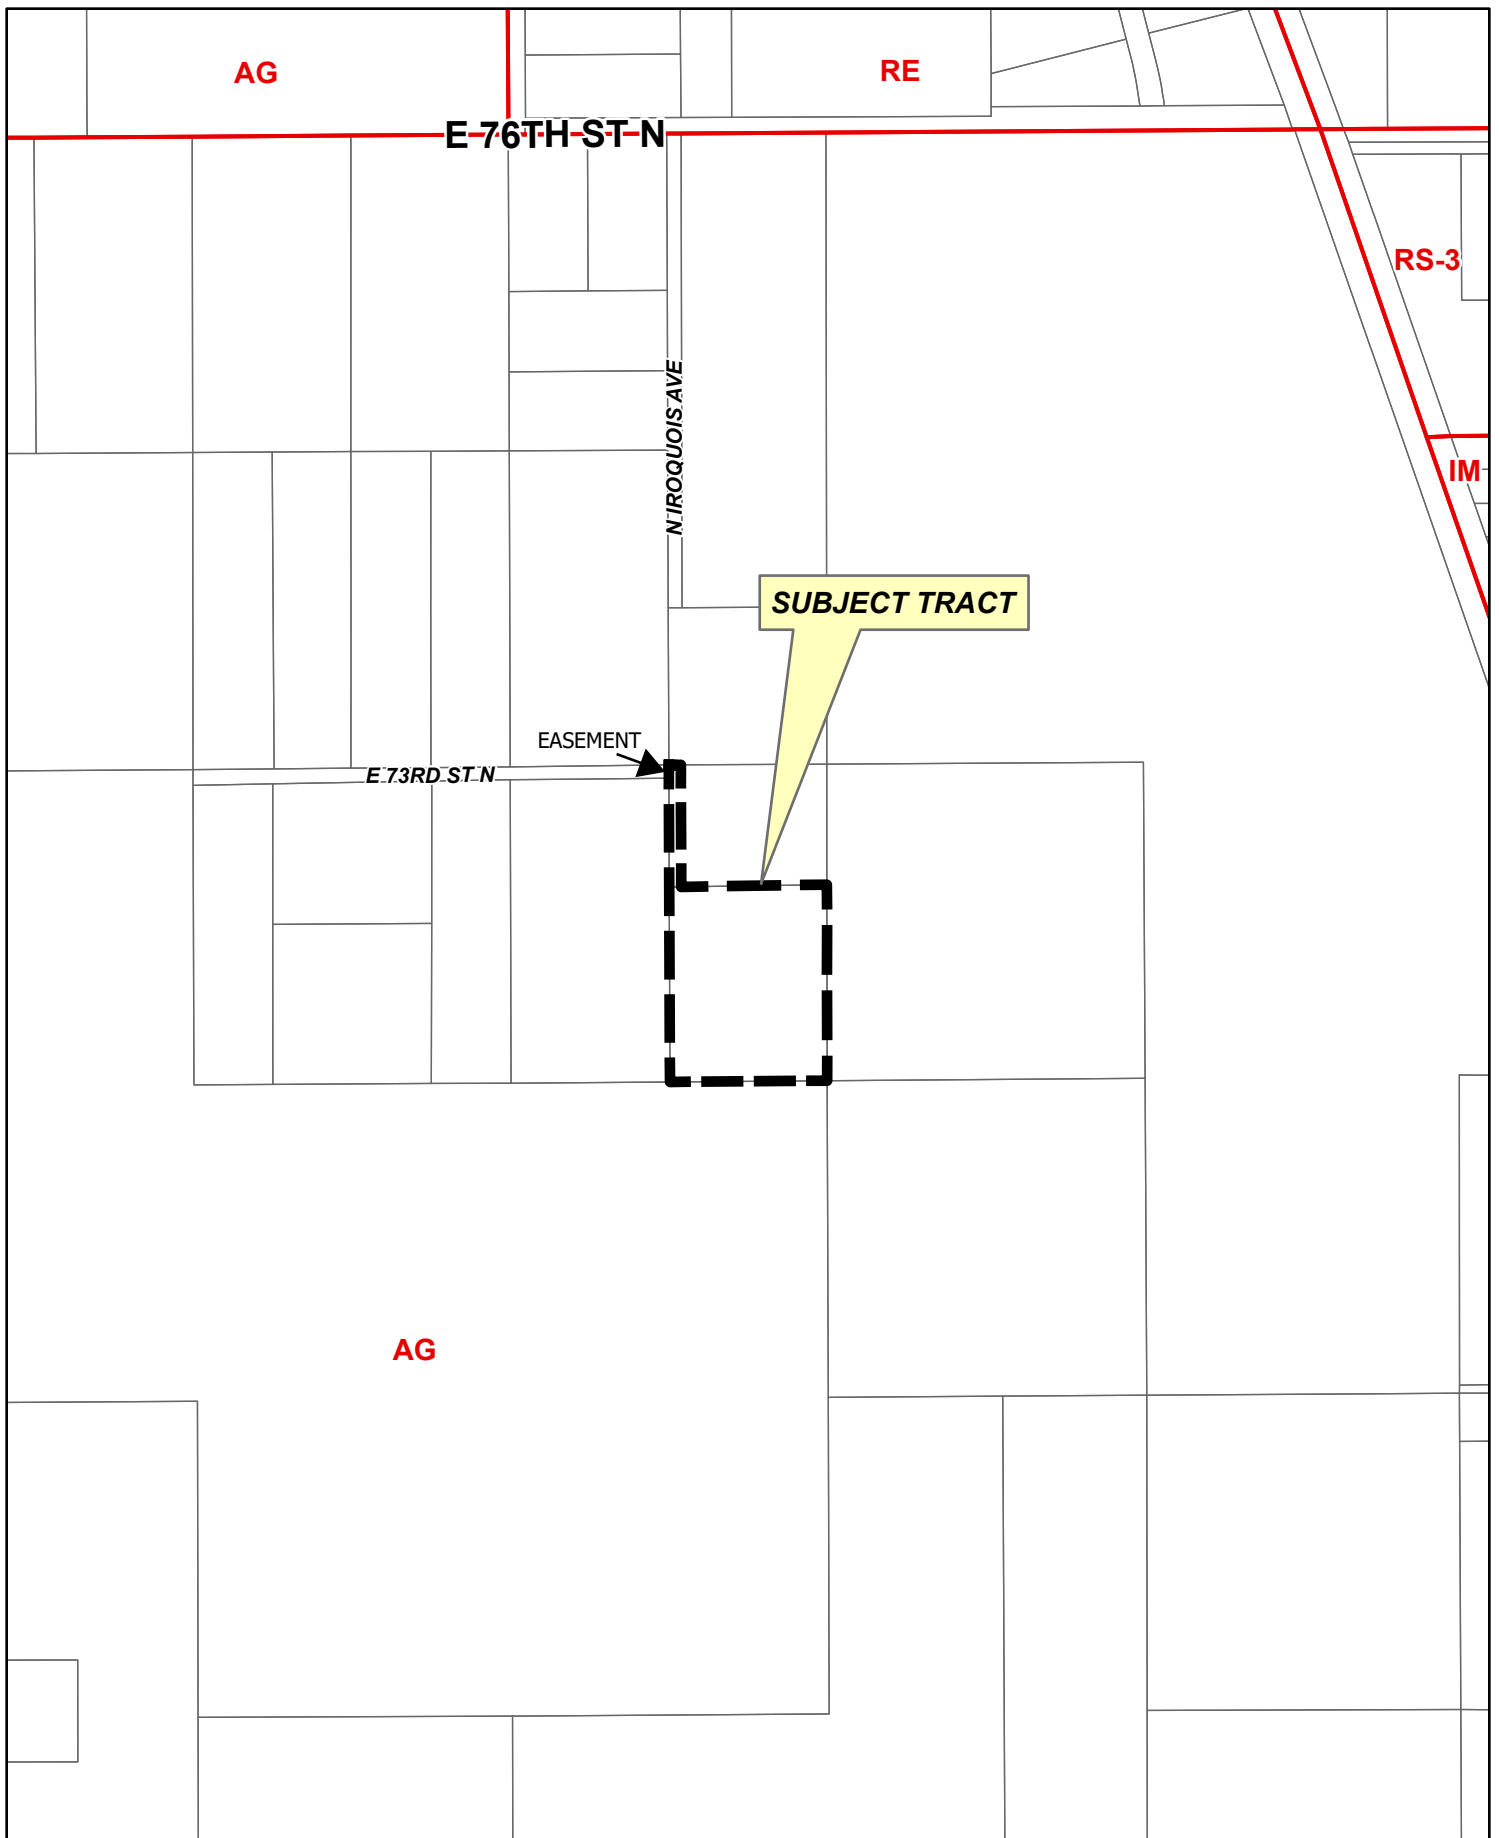 AG
RE
E 76TH ST N
RS-3
N IROQUOIS AVE
IM
SUBJECT TRACT
EASEMENT
E 73RD ST N
AG